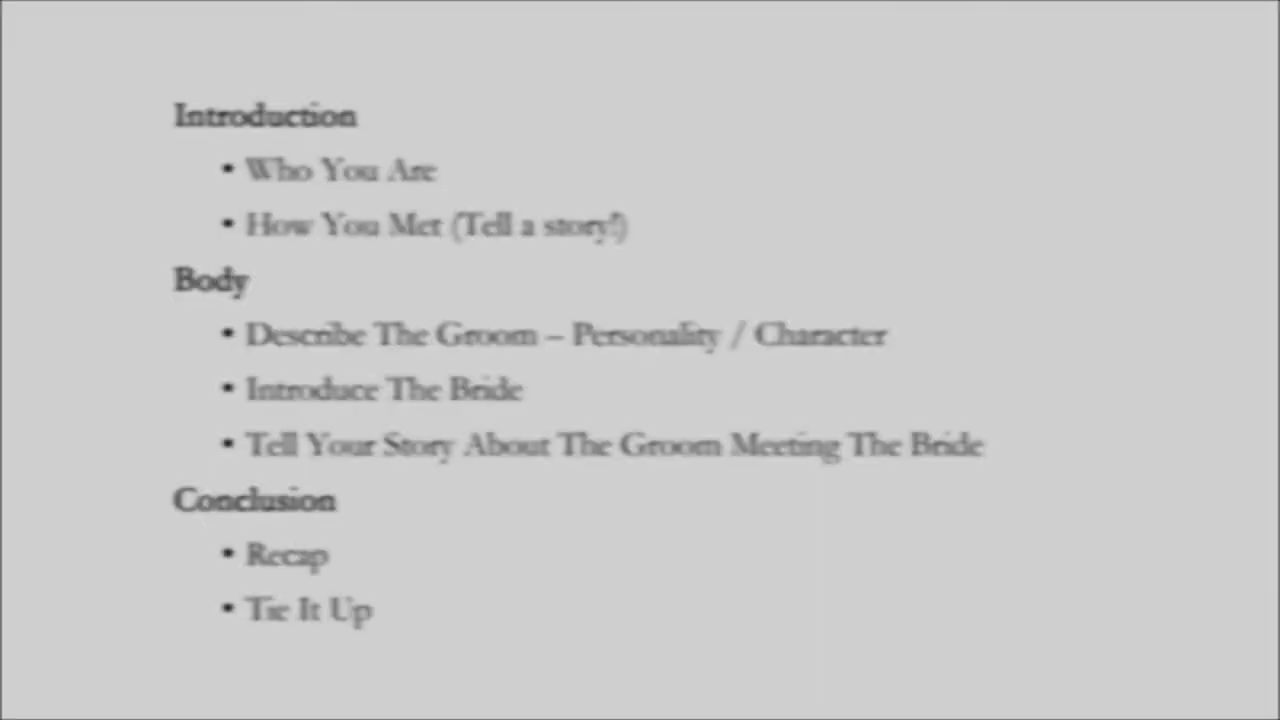 Introduction
• Who You Are
• How You Met (Tell a story!)
Body
• Describe The Groom – Personality / Character
• Introduce The Bride
• Tell Your Story About The Groom Meeting The Bride
Conclusion
• Recap
• Tie It Up